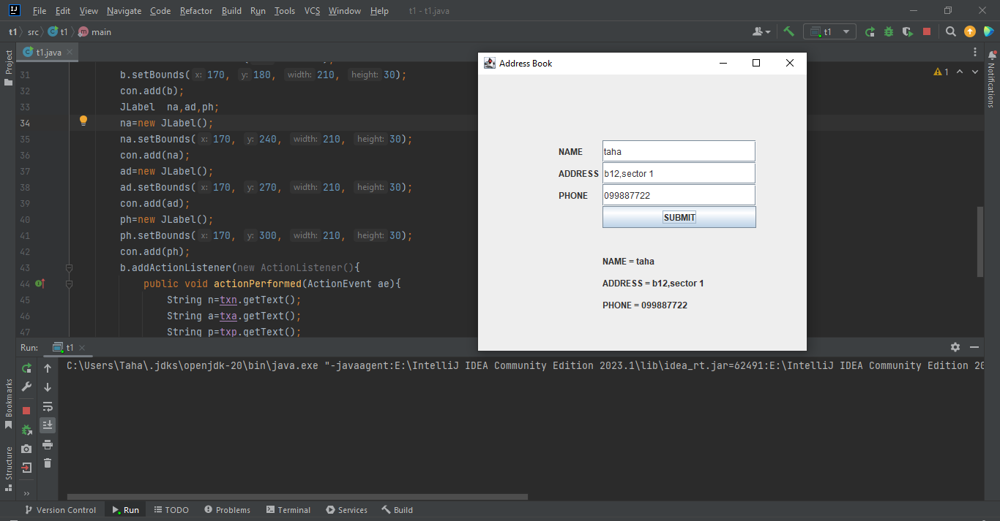 File Edit View Navigate Code Refactor Build Run Tools VCS Window Help t1 - t1.java
t1 src t1 main
t1
t1.java
Project
Notifications
1
31 b.setBounds( x: 170, y: 180, width: 210, height: 30);
32 con.add(b);
33 JLabel  na,ad,ph;
34 na=new JLabel();
35 na.setBounds( x: 170, y: 240, width: 210, height: 30);
36 con.add(na);
37 ad=new JLabel();
38 ad.setBounds( x: 170, y: 270, width: 210, height: 30);
39 con.add(ad);
40 ph=new JLabel();
41 ph.setBounds( x: 170, y: 300, width: 210, height: 30);
42 con.add(ph);
43 b.addActionListener(new ActionListener(){
44 public void actionPerformed(ActionEvent ae){
45 String n=txn.getText();
46 String a=txa.getText();
47 String p=txp.getText();
Address Book
NAME taha
ADDRESS b12,sector 1
PHONE 099887722
SUBMIT
NAME = taha
ADDRESS = b12,sector 1
PHONE = 099887722
Run: t1
C:\Users\Taha\.jdks\openjdk-20\bin\java.exe "-javaagent:E:\IntelliJ IDEA Community Edition 2023.1\lib\idea_rt.jar=62491:E:\IntelliJ IDEA Community Edition 20
Bookmarks
Structure
Version Control Run TODO Problems Terminal Services Build